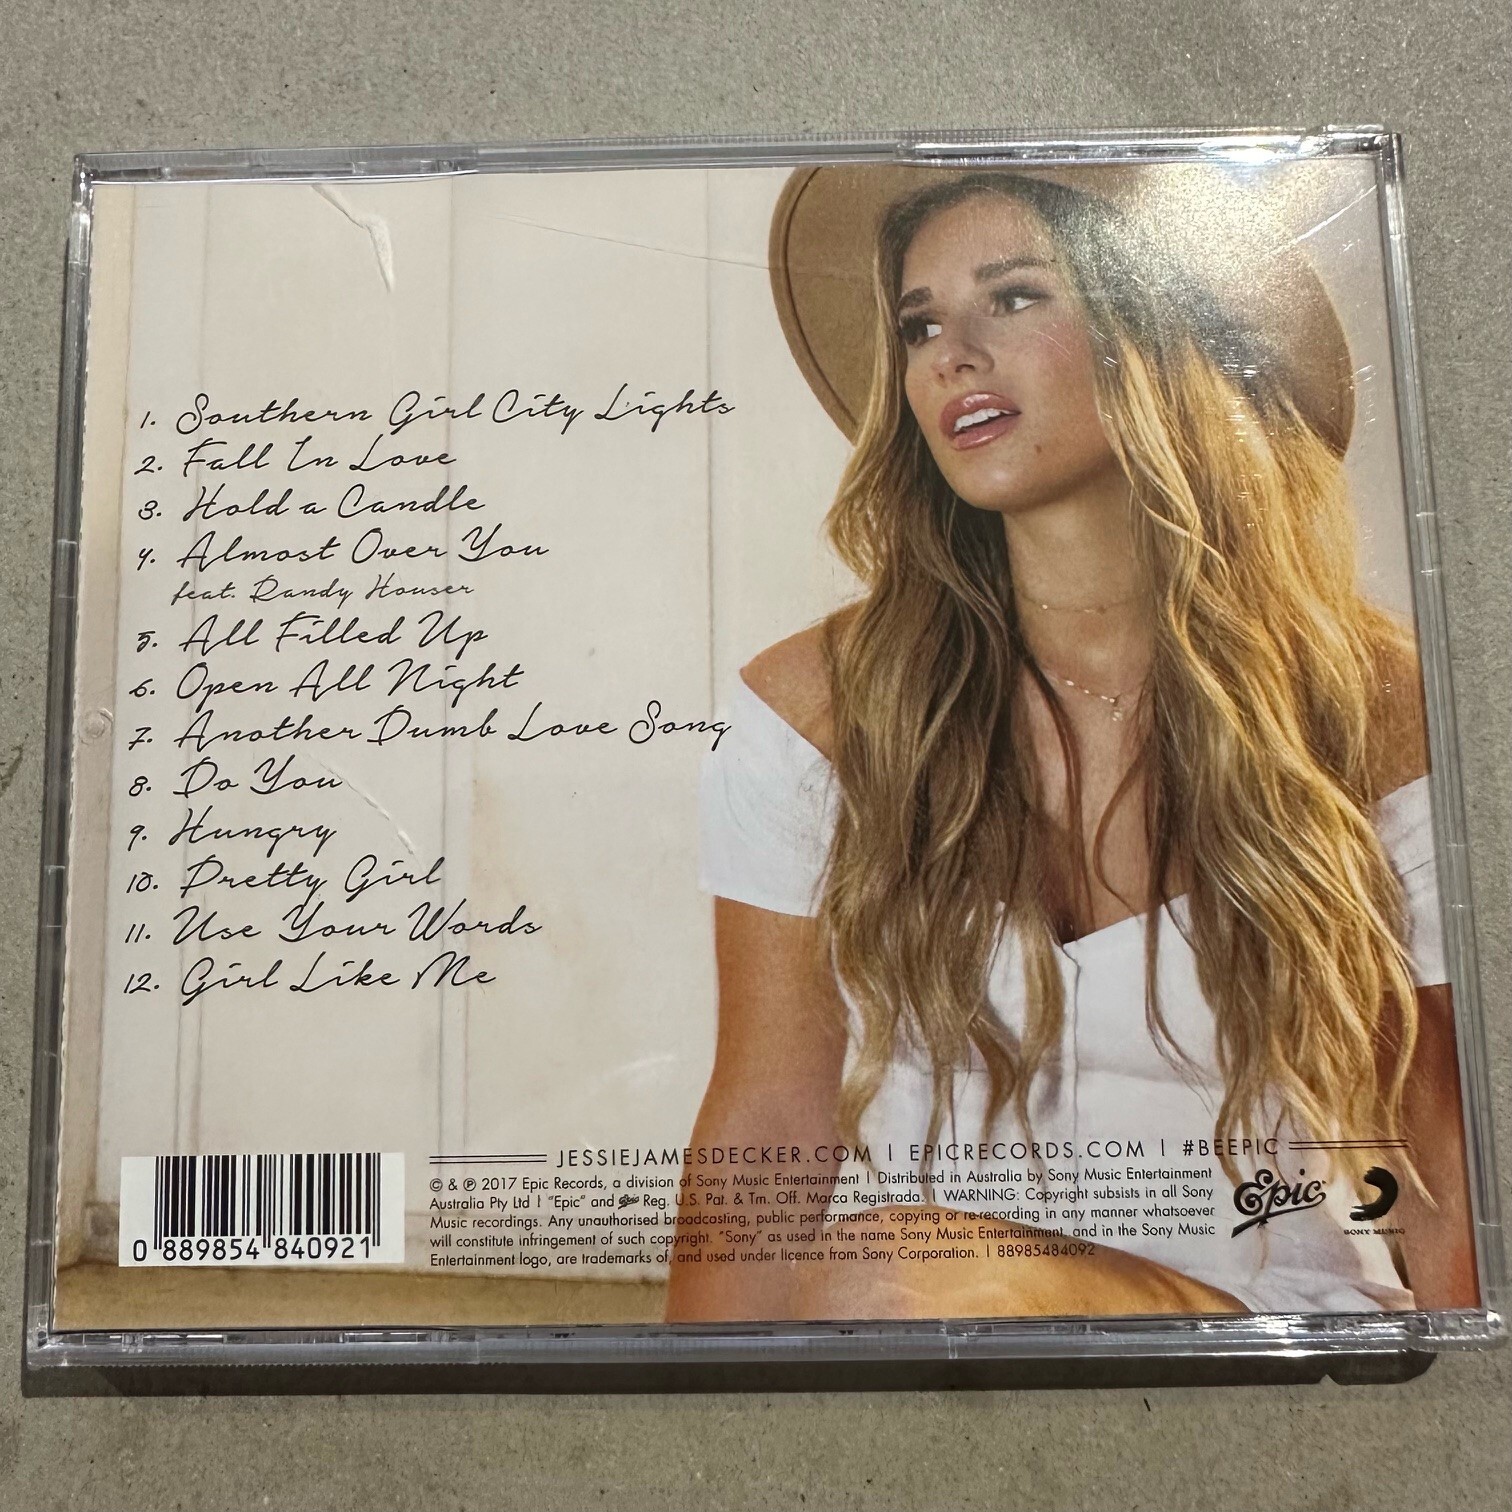 1. Southern Girl City Lights
2. Fall In Love
3. Hold a Candle
4. Almost Over You
feat. Randy Houser
5. All Filled Up
6. Open All Night
7. Another Dumb Love Song
8. Do You
9. Hungry
10. Pretty Girl
11. Use Your Words
12. Girl Like Me
JESSIEJAMESDECKER.COM | EPICRECORDS.COM | #BEEPIC
© & ℗ 2017 Epic Records, a division of Sony Music Entertainment | Distributed in Australia by Sony Music Entertainment
Australia Pty Ltd | "Epic" and Epic Reg. U.S. Pat. & Tm. Off. Marca Registrada. | WARNING: Copyright subsists in all Sony
Music recordings. Any unauthorised broadcasting, public performance, copying or re-recording in any manner whatsoever
will constitute infringement of such copyright. "Sony" as used in the name Sony Music Entertainment, and in the Sony Music
Entertainment logo, are trademarks of, and used under licence from Sony Corporation. | 88985484092
0 889854 840921
Epic
SONY MUSIC